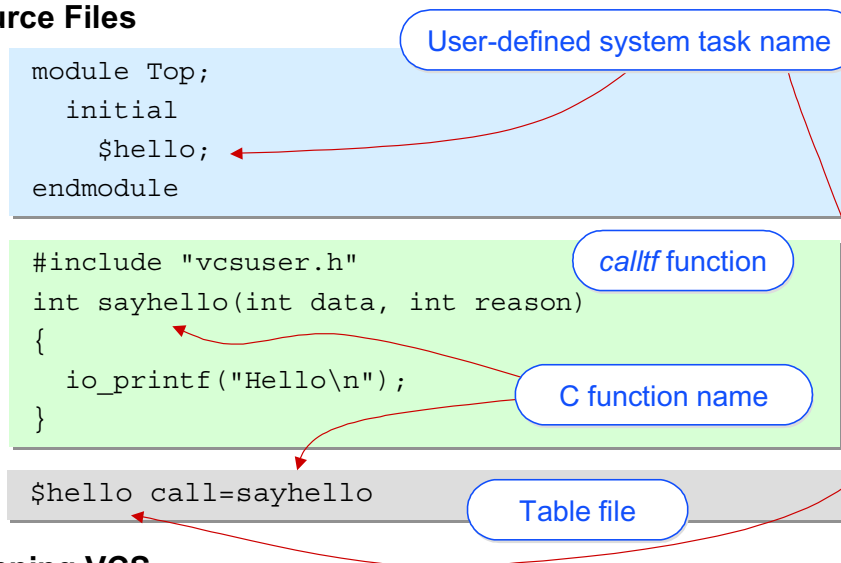 urce Files
User-defined system task name
module Top;
initial
$hello;
endmodule
#include "vcsuser.h"
calltf function
int sayhello(int data, int reason)
{
io_printf("Hello\n");
C function name
}
$hello call=sayhello
Table file